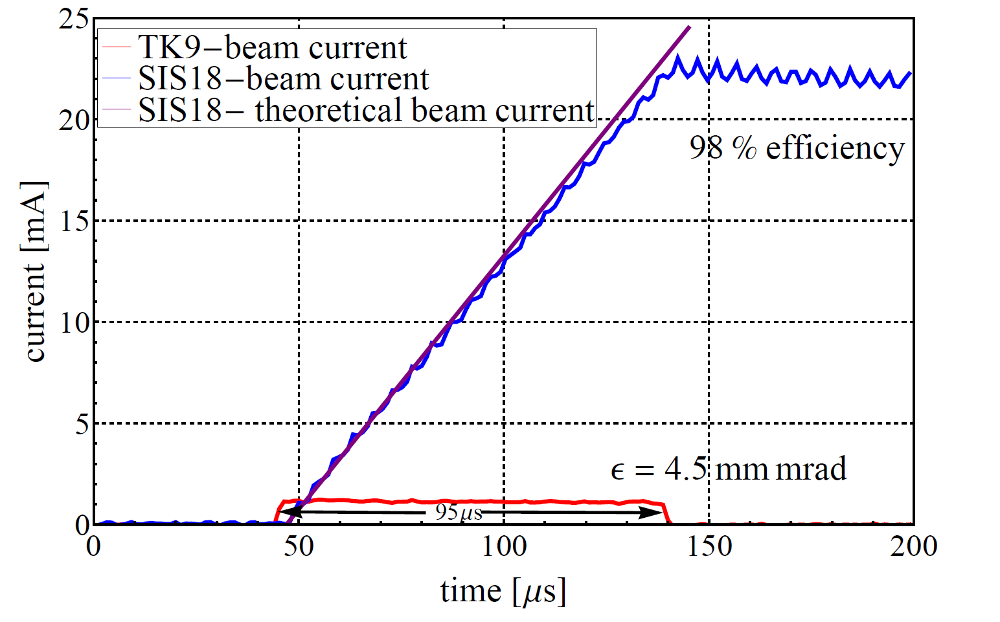 25
TK9−beam current
SIS18−beam current
SIS18− theoretical beam current
20
98 % efficiency
15
current [mA]
10
5
ϵ = 4.5 mm mrad
95μs
0
0 50 100 150 200
time [μs]